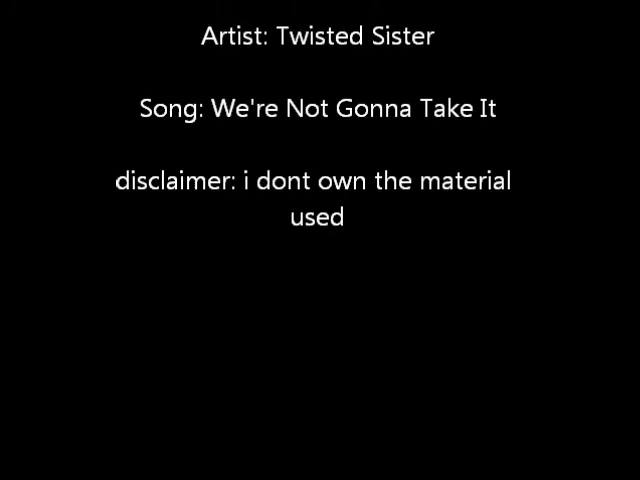 Artist: Twisted Sister
Song: We're Not Gonna Take It
disclaimer: i dont own the material
used